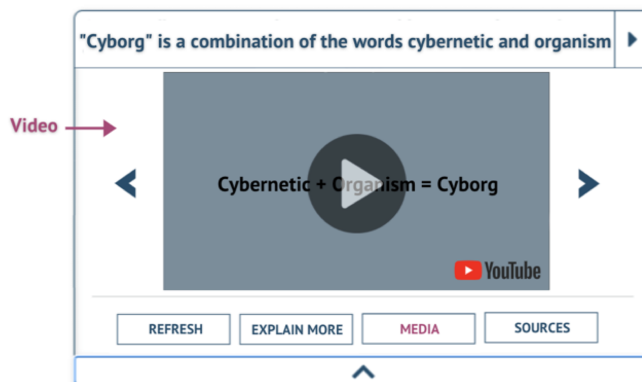 "Cyborg" is a combination of the words cybernetic and organism
Video
Cybernetic + Organism = Cyborg
YouTube
REFRESH
EXPLAIN MORE
MEDIA
SOURCES